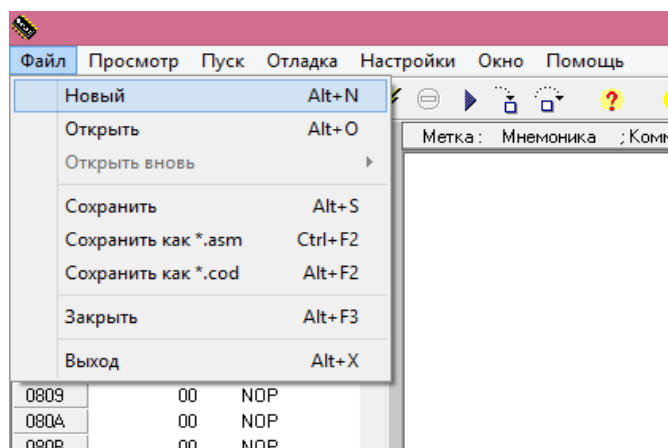 Файл Просмотр Пуск Отладка Настройки Окно Помощь
Новый Alt+N
Открыть Alt+O
Открыть вновь
Сохранить Alt+S
Сохранить как *.asm Ctrl+F2
Сохранить как *.cod Alt+F2
Закрыть Alt+F3
Выход Alt+X
Метка: Мнемоника ;Комм
0809 00 NOP
080A 00 NOP
080B 00 NOP